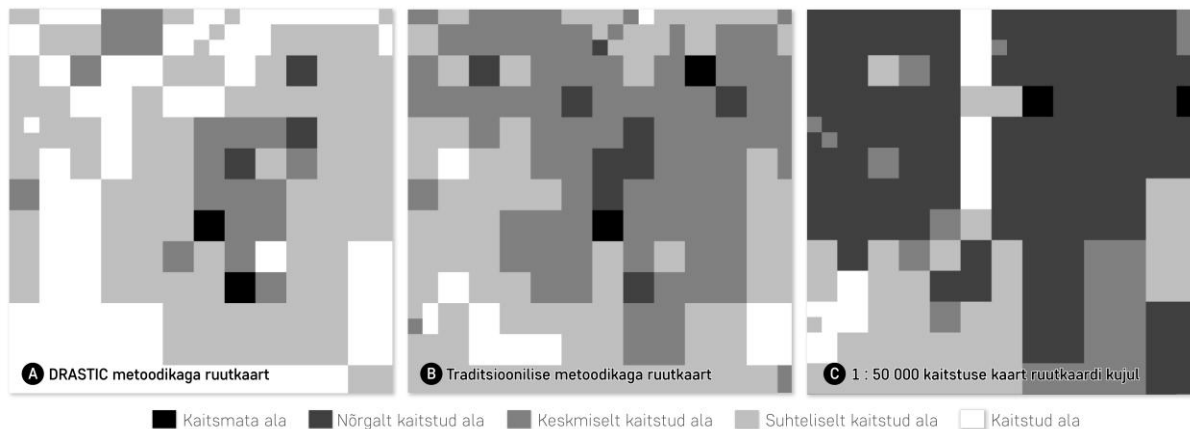 A DRASTIC metoodikaga ruutkaart
B Traditsioonilise metoodikaga ruutkaart
C 1 : 50 000 kaitstuse kaart ruutkaardi kujul
Kaitsmata ala Nõrgalt kaitstud ala Keskmiselt kaitstud ala Suhteliselt kaitstud ala Kaitstud ala